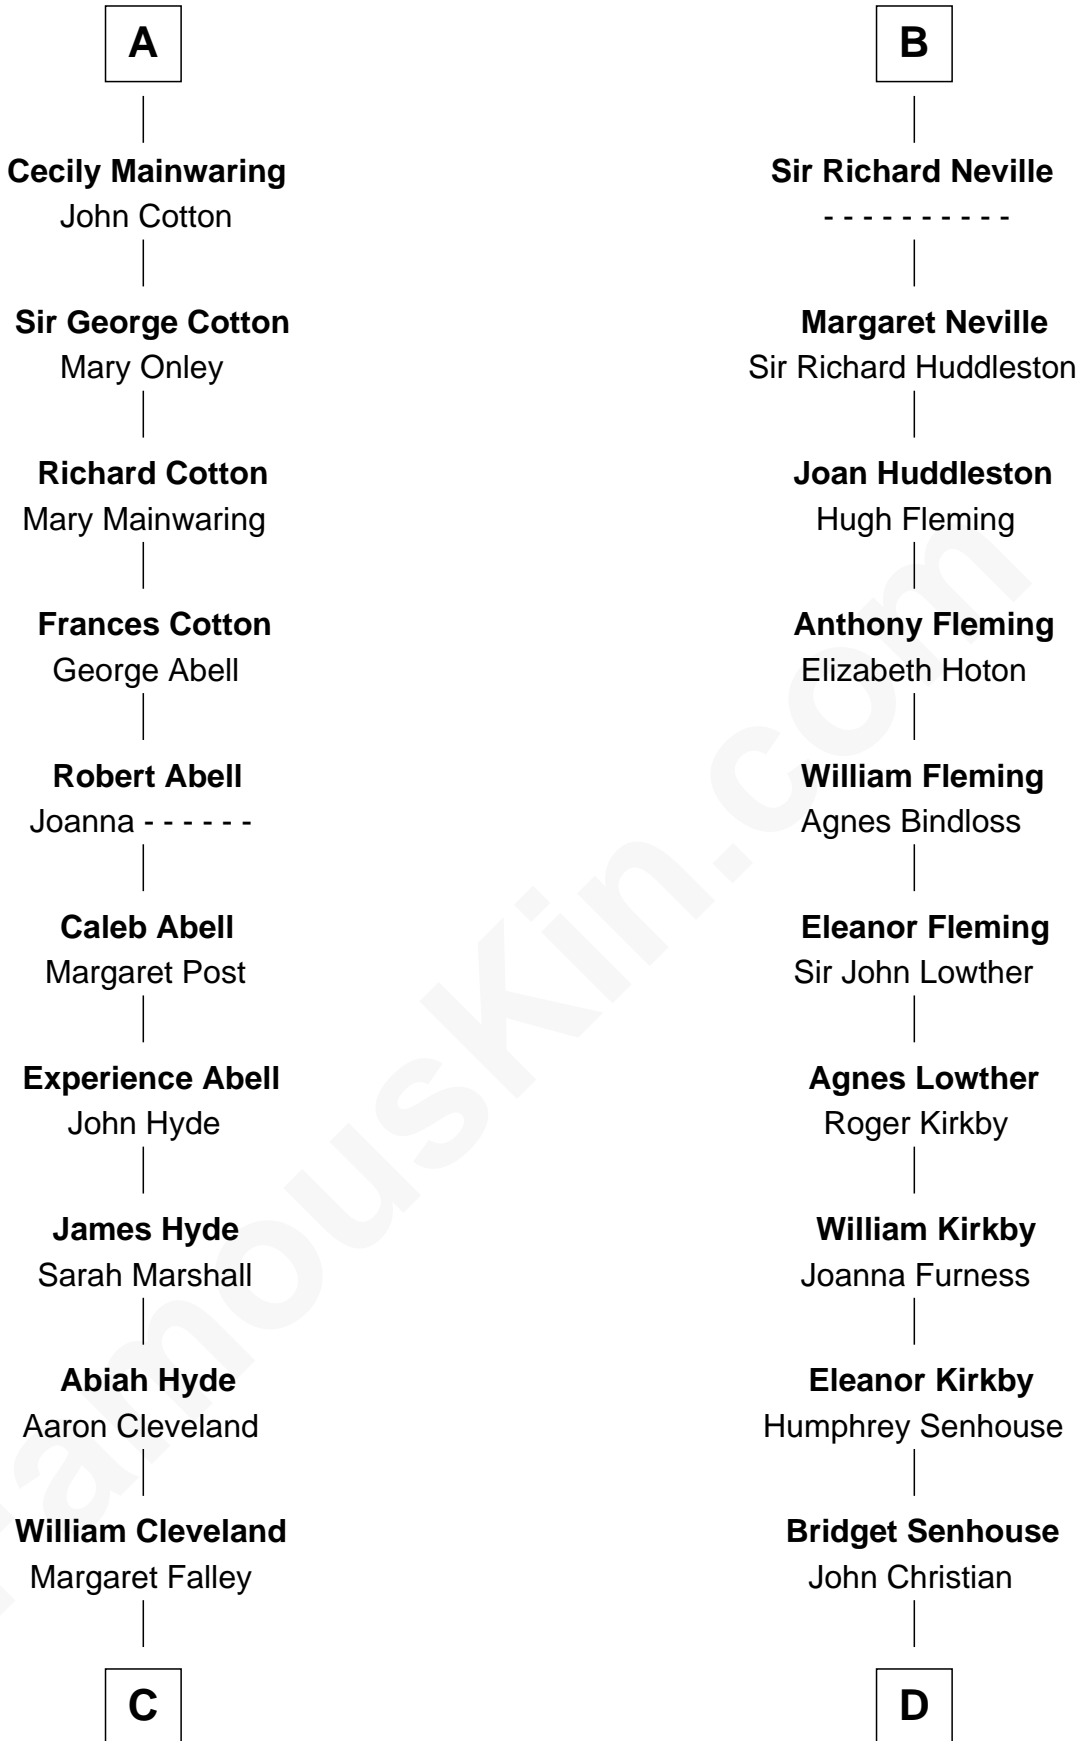 A
Cecily Mainwaring
John Cotton
Sir George Cotton
Mary Onley
Richard Cotton
Mary Mainwaring
Frances Cotton
George Abell
Robert Abell
Joanna - - - - - -
Caleb Abell
Margaret Post
Experience Abell
John Hyde
James Hyde
Sarah Marshall
Abiah Hyde
Aaron Cleveland
William Cleveland
Margaret Falley
C
B
Sir Richard Neville
- - - - - - - - - -
Margaret Neville
Sir Richard Huddleston
Joan Huddleston
Hugh Fleming
Anthony Fleming
Elizabeth Hoton
William Fleming
Agnes Bindloss
Eleanor Fleming
Sir John Lowther
Agnes Lowther
Roger Kirkby
William Kirkby
Joanna Furness
Eleanor Kirkby
Humphrey Senhouse
Bridget Senhouse
John Christian
D
FamousKin.com